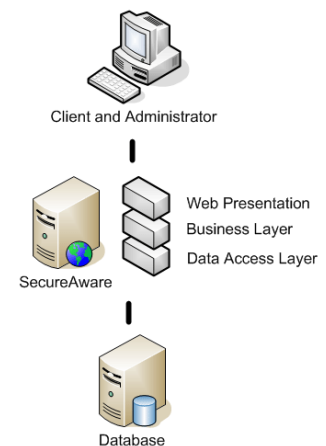 Client and Administrator
Web Presentation
Business Layer
Data Access Layer
SecureAware
Database